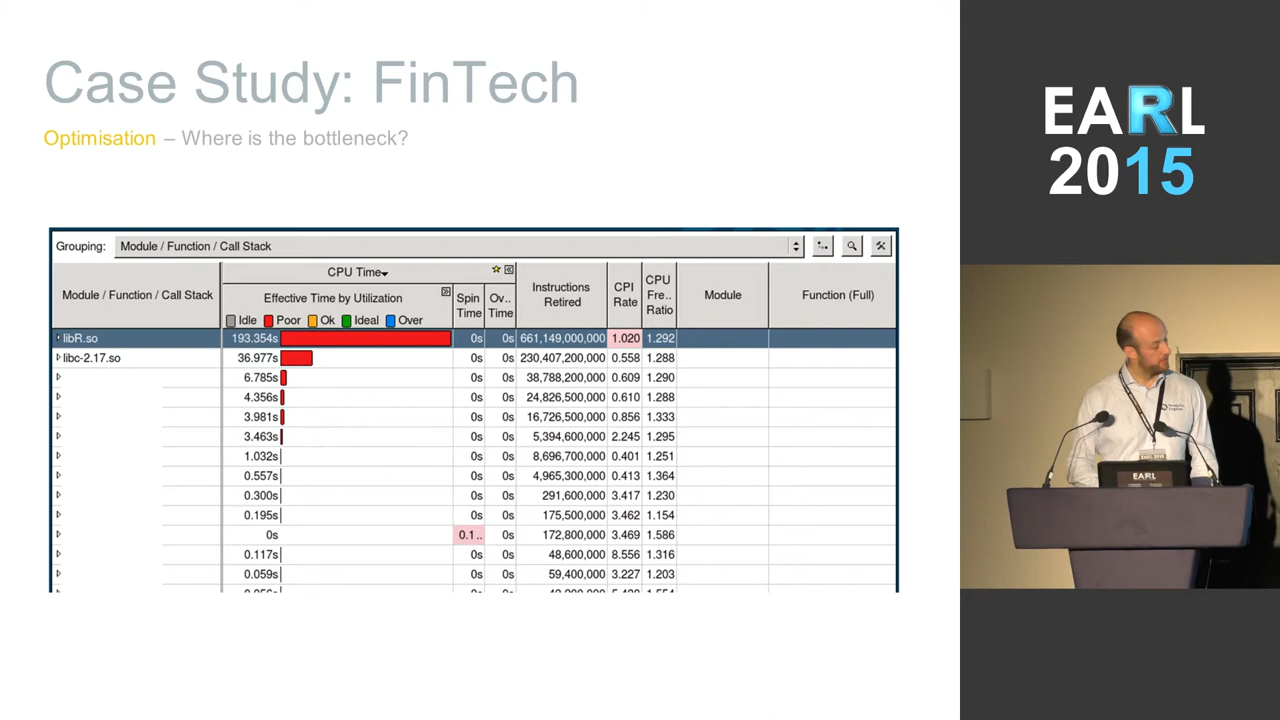 Case Study: FinTech
Optimisation – Where is the bottleneck?
EARL
2015
Grouping: Module / Function / Call Stack
CPU Time
Module / Function / Call Stack
Effective Time by Utilization
Idle Poor Ok Ideal Over
Spin Time
Ov.. Time
Instructions Retired
CPI Rate
CPU Fre.. Ratio
Module
Function (Full)
libR.so 193.354s 0s 0s 661,149,000,000 1.020 1.292
libc-2.17.so 36.977s 0s 0s 230,407,200,000 0.558 1.288
6.785s 0s 0s 38,788,200,000 0.609 1.290
4.356s 0s 0s 24,826,500,000 0.610 1.288
3.981s 0s 0s 16,726,500,000 0.856 1.333
3.463s 0s 0s 5,394,600,000 2.245 1.295
1.032s 0s 0s 8,696,700,000 0.401 1.251
0.557s 0s 0s 4,965,300,000 0.413 1.364
0.300s 0s 0s 291,600,000 3.417 1.230
0.195s 0s 0s 175,500,000 3.462 1.154
0s 0.1.. 0s 172,800,000 3.469 1.586
0.117s 0s 0s 48,600,000 8.556 1.316
0.059s 0s 0s 59,400,000 3.227 1.203
EARL